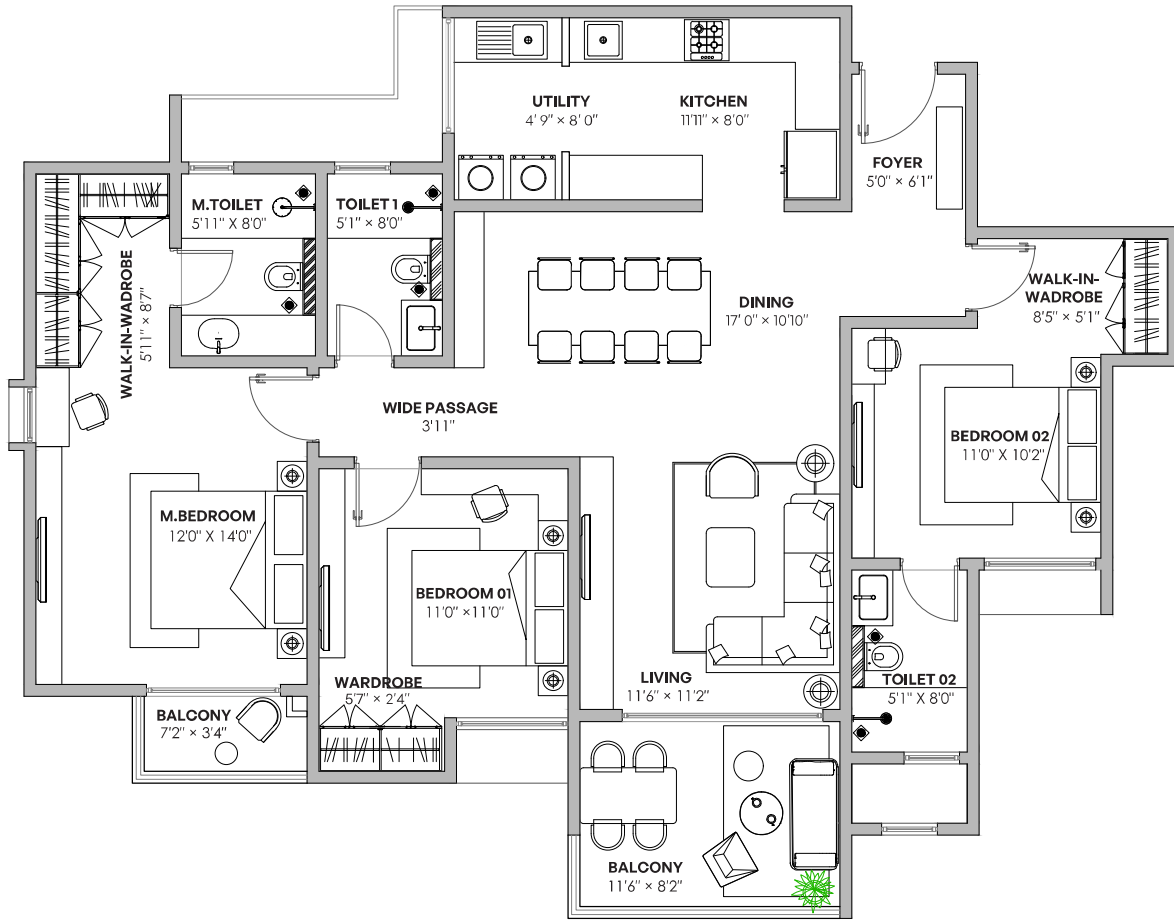 UTILITY
4' 9" × 8' 0"
KITCHEN
11'11" × 8'0"
FOYER
5'0" × 6'1"
M.TOILET
5'11" X 8'0"
TOILET 1
5'1" × 8'0"
WALK-IN-WADROBE
5'11" × 8'7"
DINING
17' 0" × 10'10"
WALK-IN-
WADROBE
8'5" × 5'1"
WIDE PASSAGE
3'11"
BEDROOM 02
11'0" X 10'2"
M.BEDROOM
12'0" X 14'0"
BEDROOM 01
11'0" ×11'0"
WARDROBE
5'7" × 2'4"
LIVING
11'6" × 11'2"
TOILET 02
5'1" X 8'0"
BALCONY
7'2" × 3'4"
BALCONY
11'6" × 8'2"